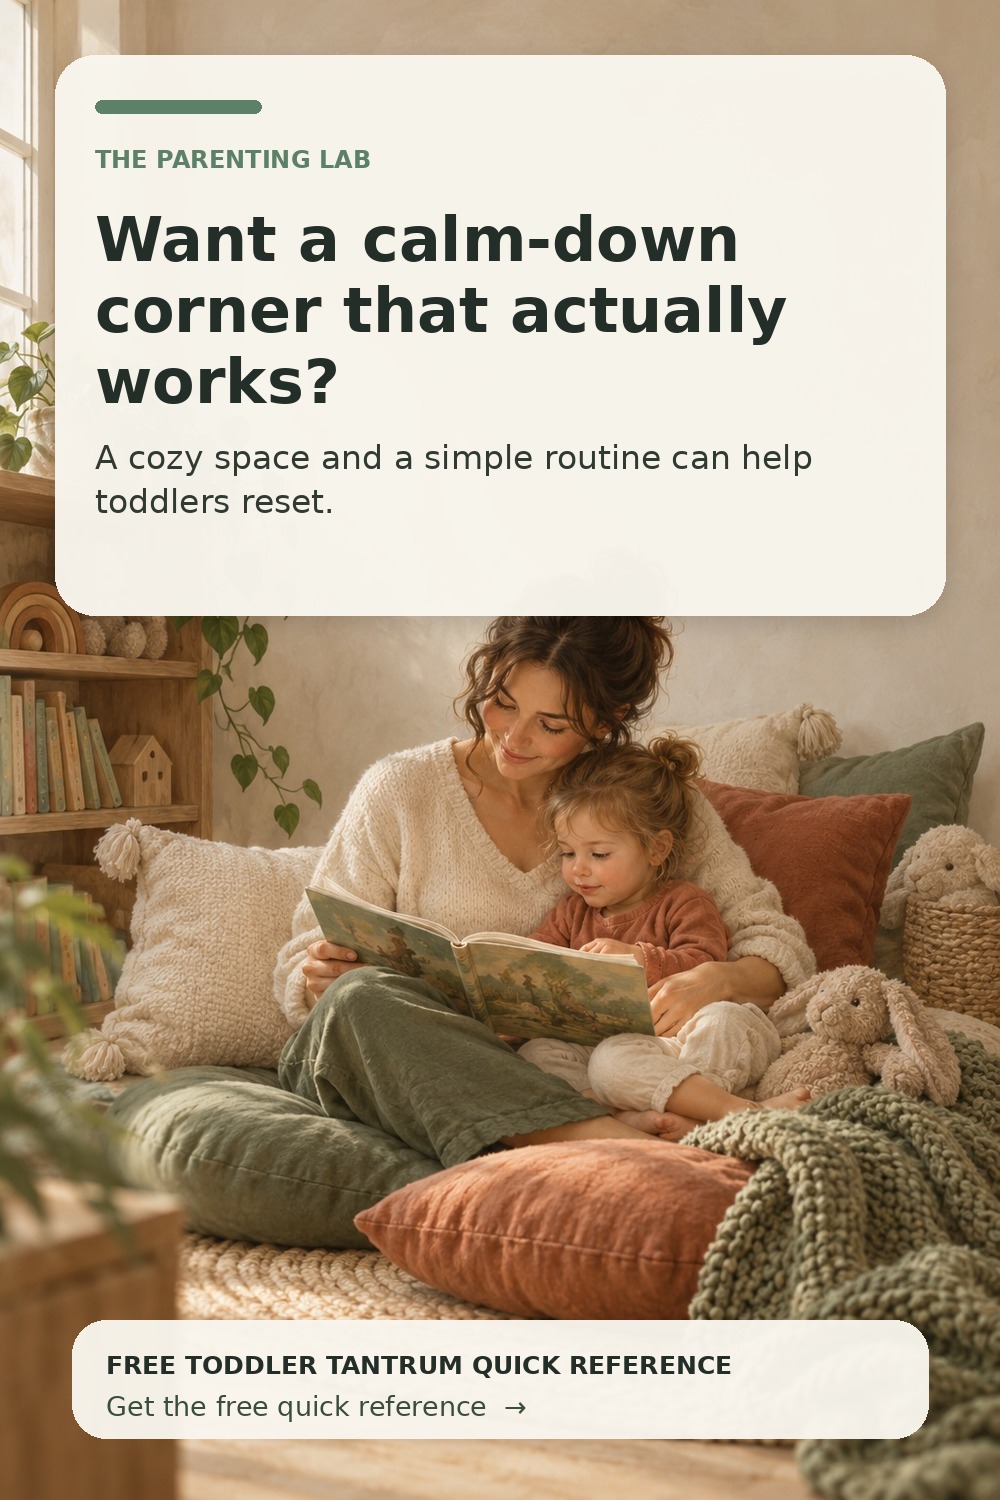 THE PARENTING LAB
Want a calm-down
corner that actually
works?
A cozy space and a simple routine can help
toddlers reset.
FREE TODDLER TANTRUM QUICK REFERENCE
Get the free quick reference →